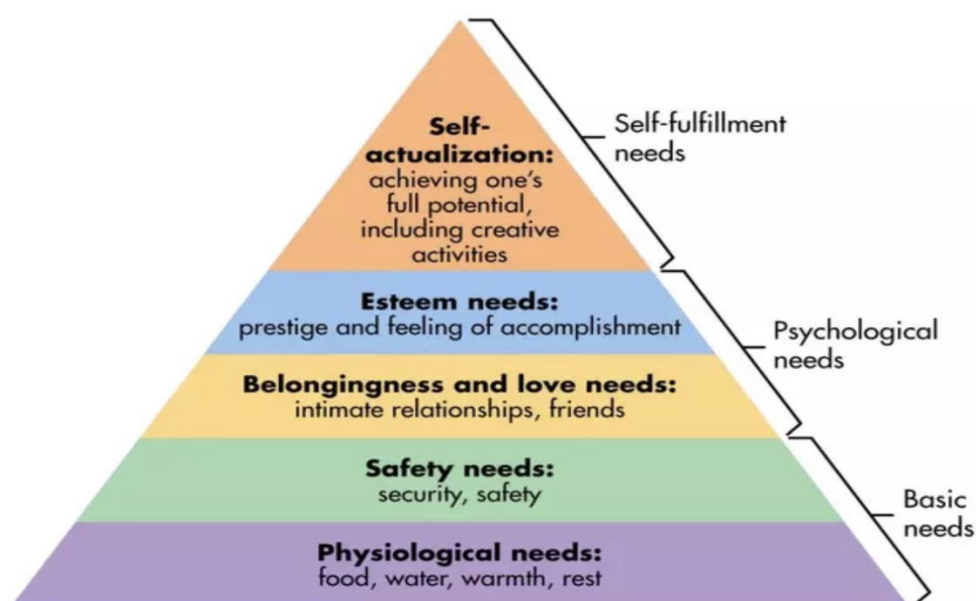 Self-
actualization:
achieving one's
full potential,
including creative
activities
Self-fulfillment
needs
Esteem needs:
prestige and feeling of accomplishment
Psychological
needs
Belongingness and love needs:
intimate relationships, friends
Safety needs:
security, safety
Basic
needs
Physiological needs:
food, water, warmth, rest